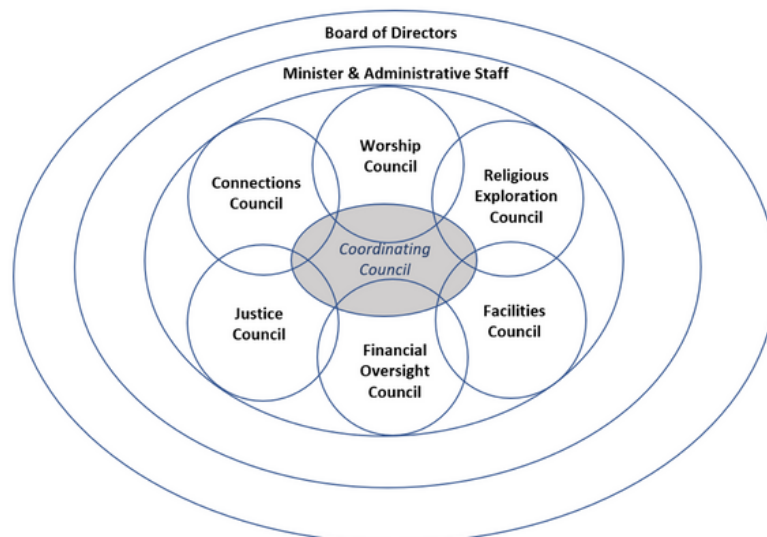 Board of Directors
Minister & Administrative Staff
Worship
Council
Connections
Council
Religious
Exploration
Council
Coordinating
Council
Justice
Council
Financial
Oversight
Council
Facilities
Council